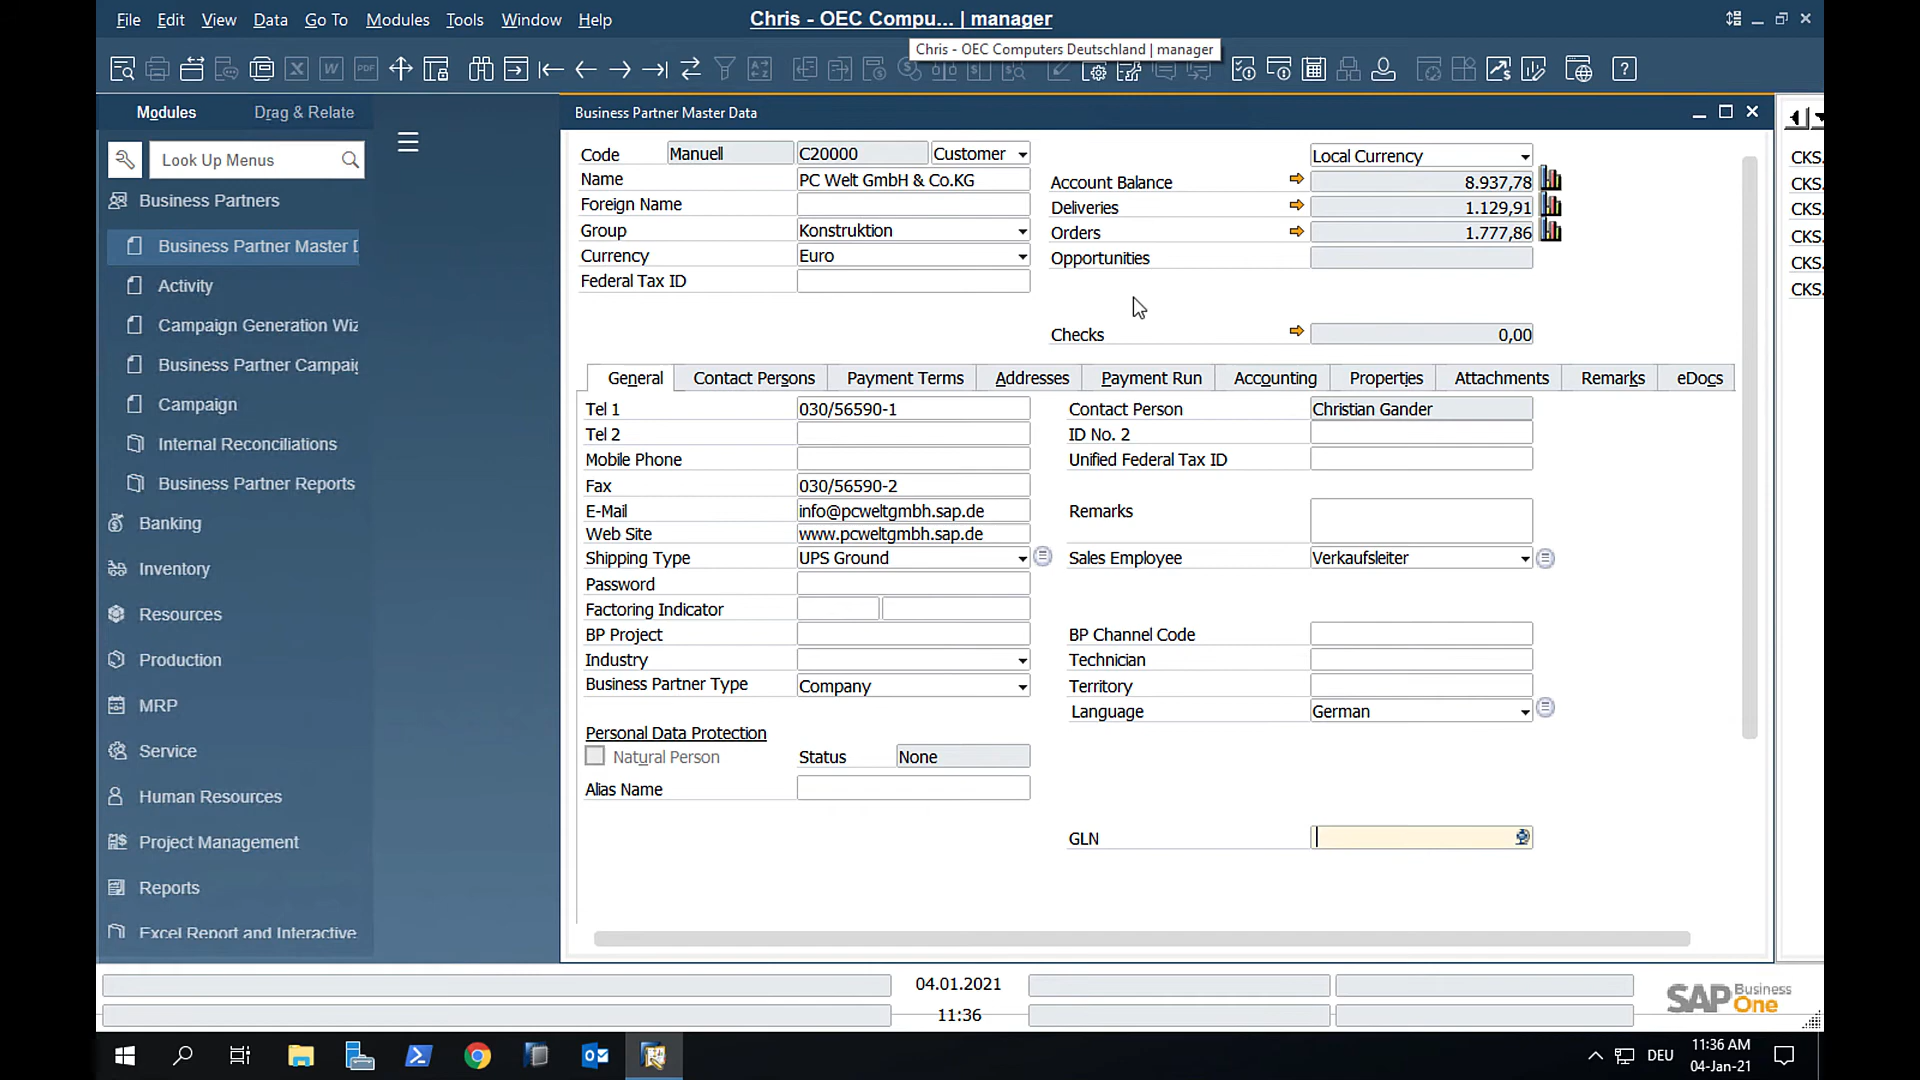 File Edit View Data Go To Modules Tools Window Help
Chris - OEC Compu... | manager
Chris - OEC Computers Deutschland | manager
Modules Drag & Relate
Look Up Menus
Business Partners
Business Partner Master D
Activity
Campaign Generation Wiz
Business Partner Campai
Campaign
Internal Reconciliations
Business Partner Reports
Banking
Inventory
Resources
Production
MRP
Service
Human Resources
Project Management
Reports
Excel Report and Interactive
Business Partner Master Data
Code Manuell C20000 Customer
Name PC Welt GmbH & Co.KG
Foreign Name
Group Konstruktion
Currency Euro
Federal Tax ID
Local Currency
Account Balance 8.937,78
Deliveries 1.129,91
Orders 1.777,86
Opportunities
Checks 0,00
General Contact Persons Payment Terms Addresses Payment Run Accounting Properties Attachments Remarks eDocs
Tel 1 030/56590-1
Tel 2
Mobile Phone
Fax 030/56590-2
E-Mail info@pcweltgmbh.sap.de
Web Site www.pcweltgmbh.sap.de
Shipping Type UPS Ground
Password
Factoring Indicator
BP Project
Industry
Business Partner Type Company
Personal Data Protection
Natural Person Status None
Alias Name
Contact Person Christian Gander
ID No. 2
Unified Federal Tax ID
Remarks
Sales Employee Verkaufsleiter
BP Channel Code
Technician
Territory
Language German
GLN
CKS.
CKS.
CKS.
CKS.
CKS.
CKS.
04.01.2021
11:36
SAP Business One
DEU
11:36 AM
04-Jan-21